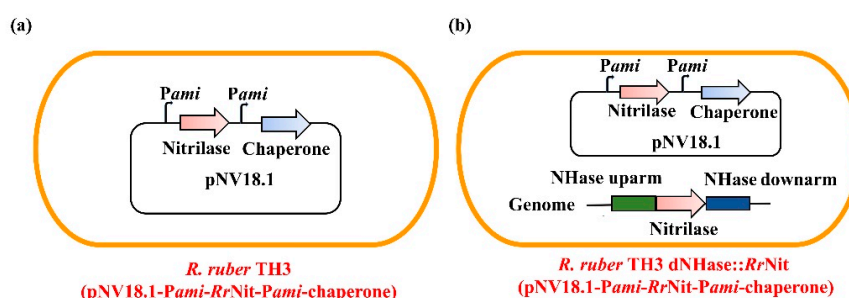 (a)
Pami Pami
Nitrilase Chaperone
pNV18.1
R. ruber TH3
(pNV18.1-Pami-RrNit-Pami-chaperone)
(b)
Pami Pami
Nitrilase Chaperone
pNV18.1
NHase uparm NHase downarm
Genome
Nitrilase
R. ruber TH3 dNHase::RrNit
(pNV18.1-Pami-RrNit-Pami-chaperone)